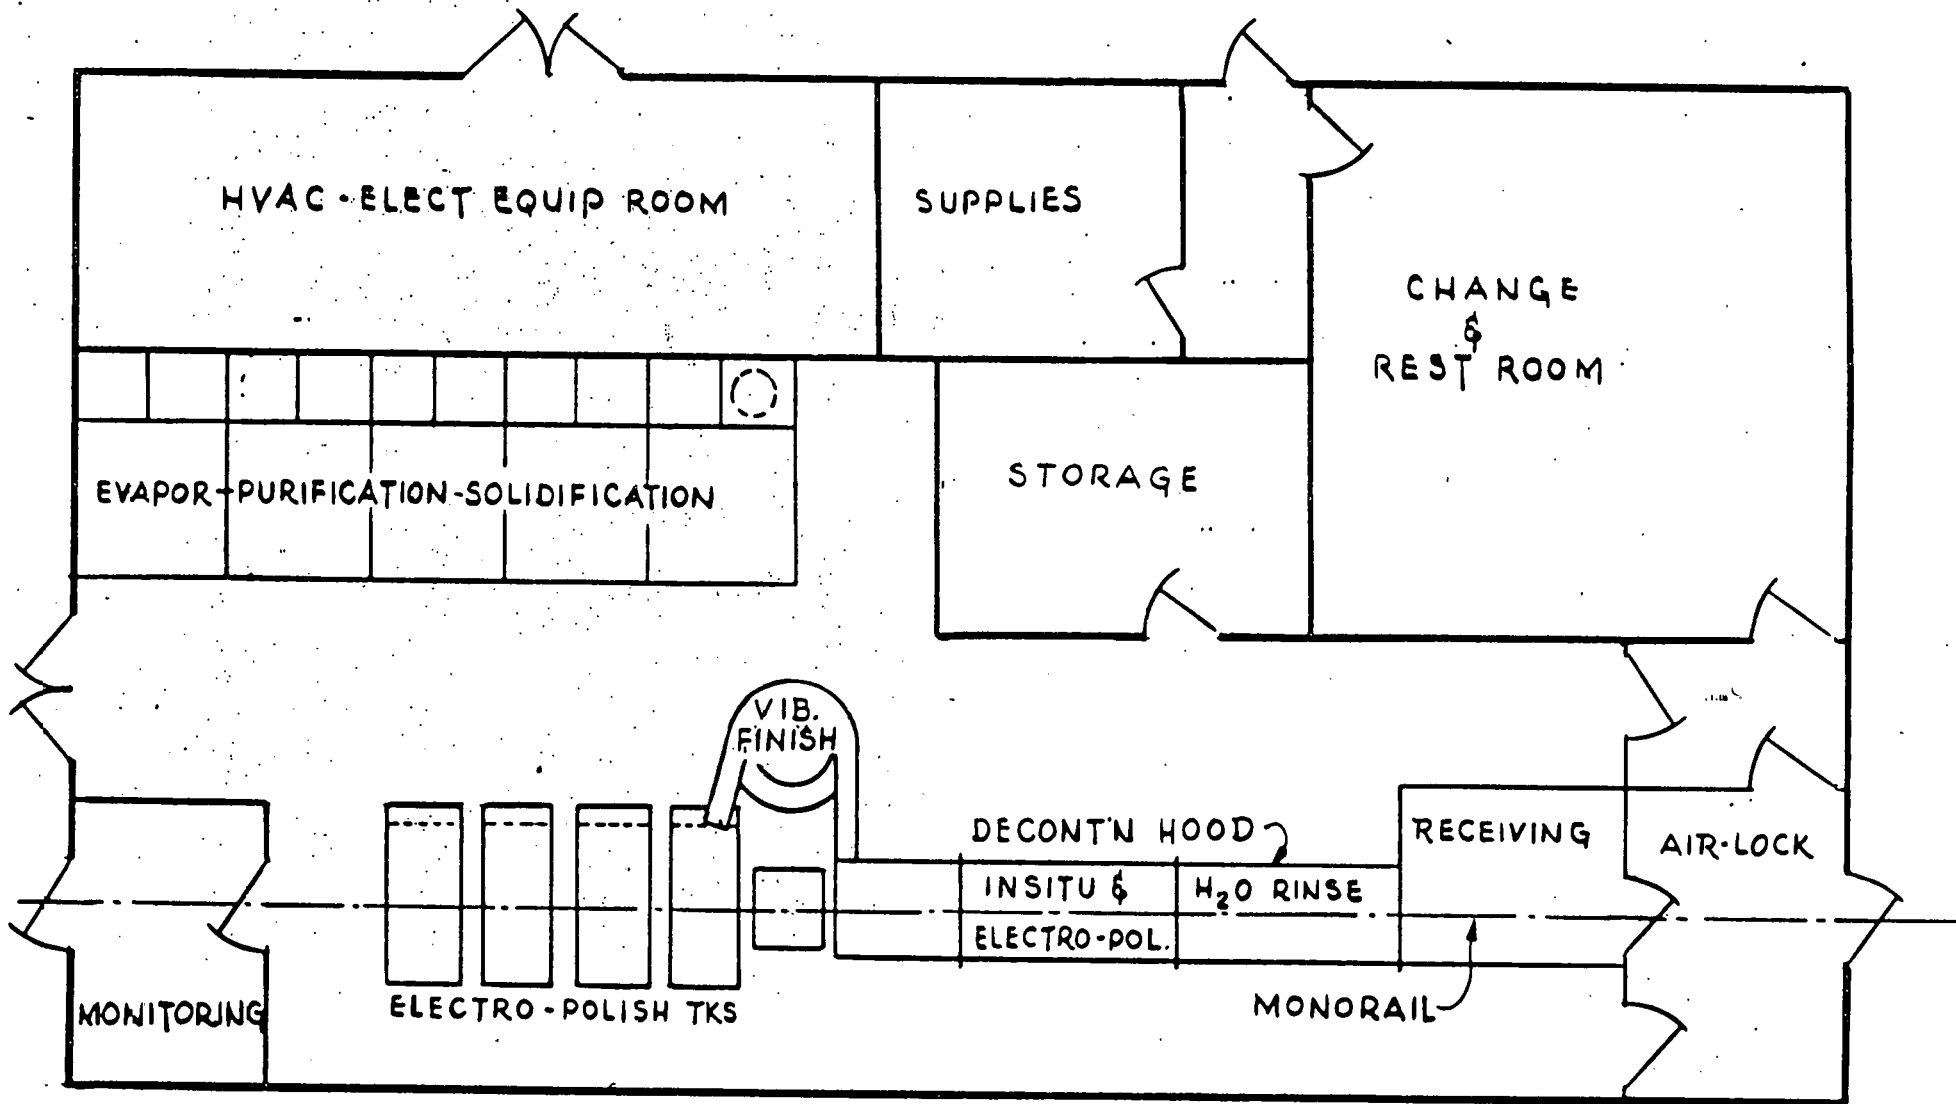 HVAC - ELECT EQUIP ROOM
SUPPLIES
CHANGE
&
REST ROOM
EVAPOR-PURIFICATION-SOLIDIFICATION
STORAGE
VIB.
FINISH
DECONT'N HOOD
RECEIVING
AIR-LOCK
INSITU &
ELECTRO-POL.
H₂O RINSE
MONITORING
ELECTRO-POLISH TKS
MONORAIL